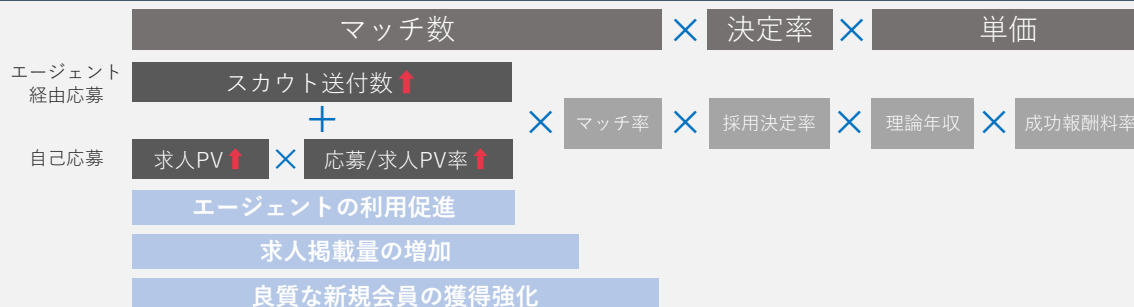 マッチ数 × 決定率 × 単価
エージェント
経由応募
スカウト送付数
+
× マッチ率 × 採用決定率 × 理論年収 × 成功報酬料率
自己応募
求人PV × 応募/求人PV率
エージェントの利用促進
求人掲載量の増加
良質な新規会員の獲得強化